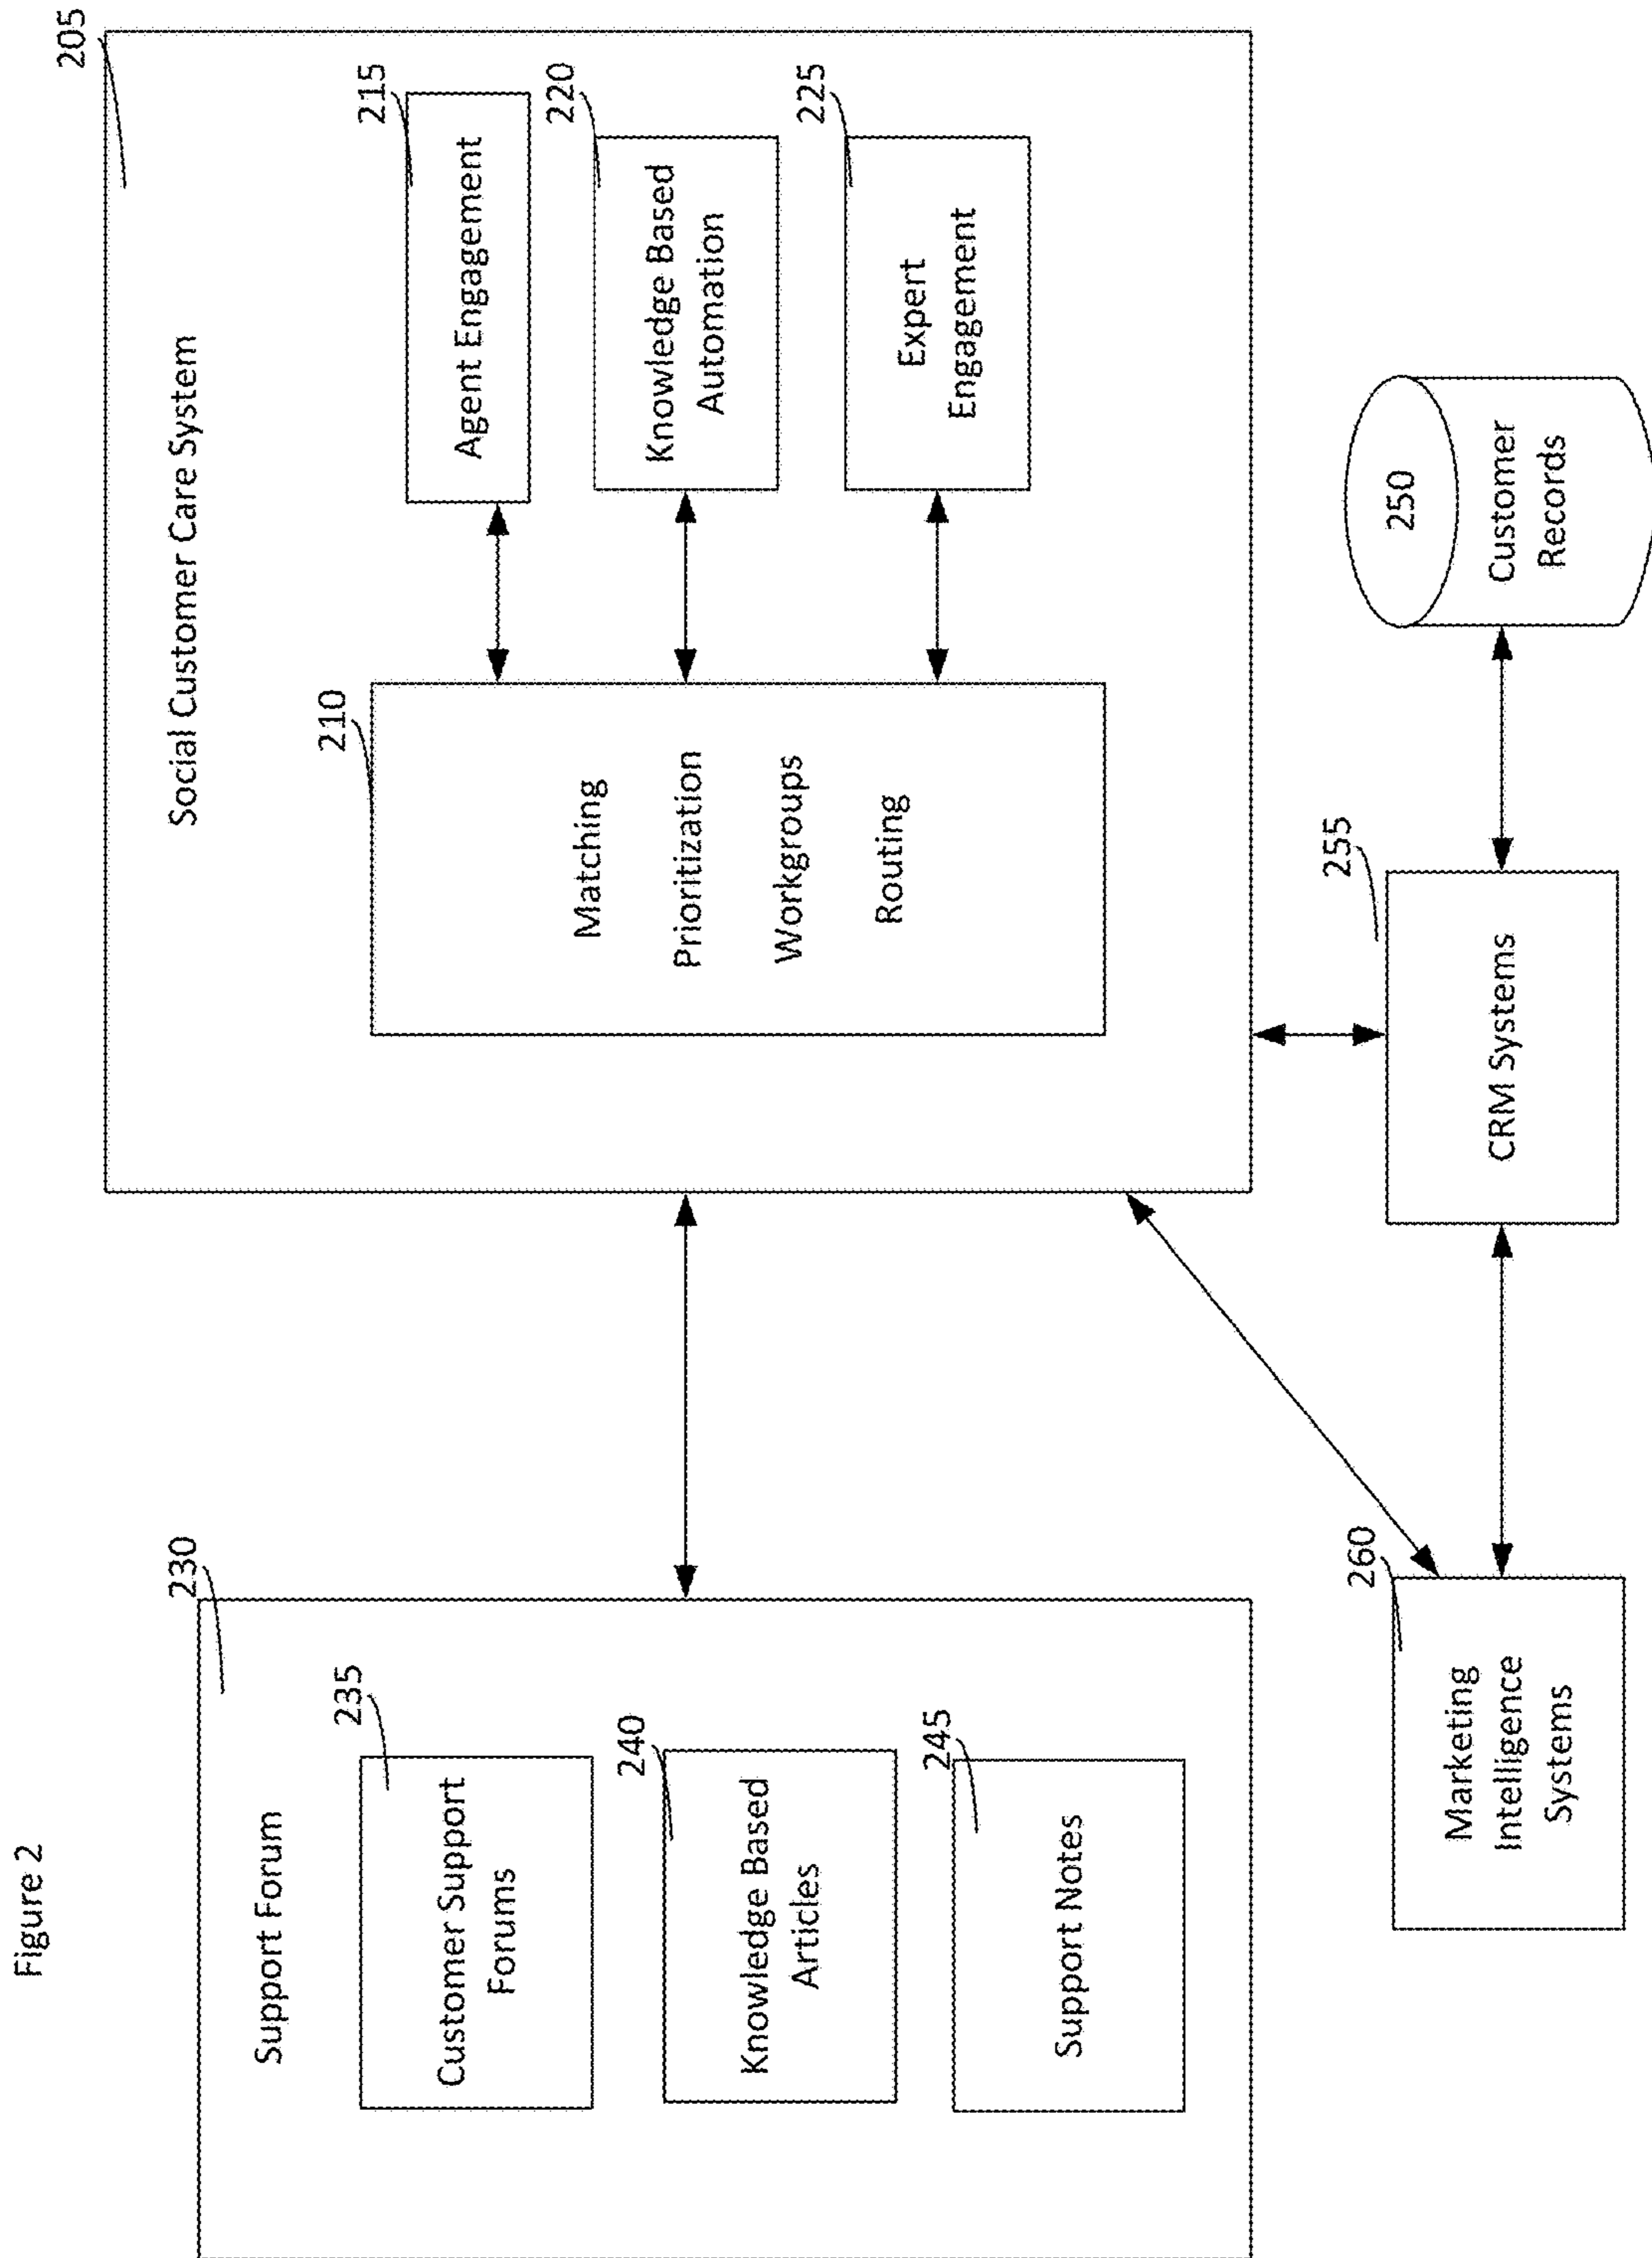 Figure 2
230
Support Forum
235
Customer Support
Forums
240
Knowledge Based
Articles
245
Support Notes
205
Social Customer Care System
210
Matching
Prioritization
Workgroups
Routing
215
Agent Engagement
220
Knowledge Based
Automation
225
Expert
Engagement
260
Marketing
Intelligence
Systems
255
CRM Systems
250
Customer
Records